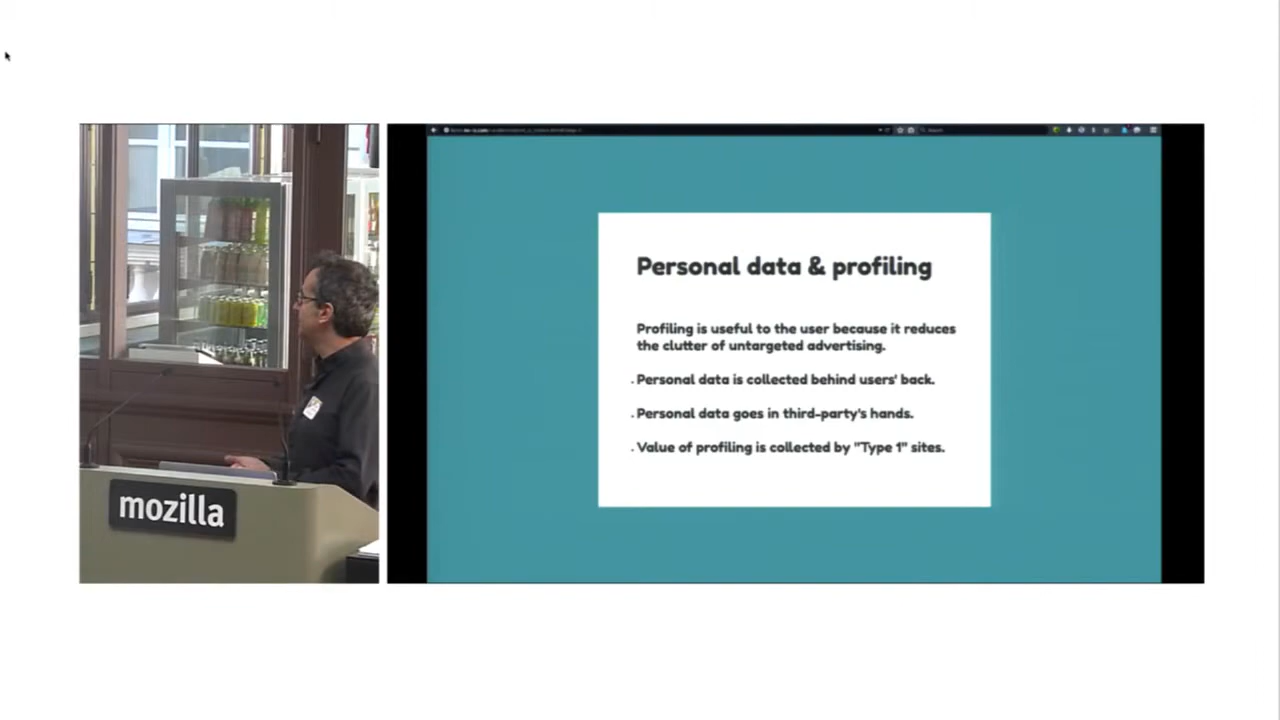 Personal data & profiling
Profiling is useful to the user because it reduces
the clutter of untargeted advertising.
. Personal data is collected behind users' back.
. Personal data goes in third-party's hands.
. Value of profiling is collected by "Type 1" sites.
mozilla